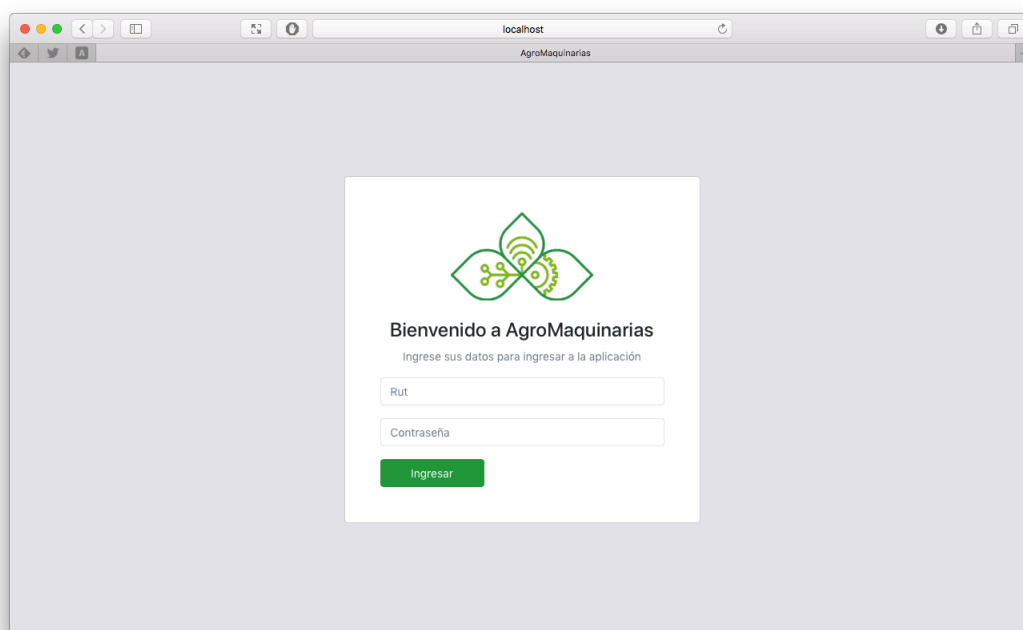 localhost
AgroMaquinarias
Bienvenido a AgroMaquinarias
Ingrese sus datos para ingresar a la aplicación
Rut
Contraseña
Ingresar